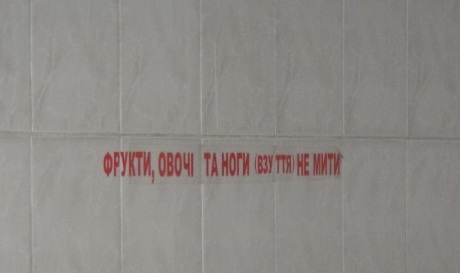 ФРУКТИ, ОВОЧІ ТА НОГИ (ВЗУТТЯ) НЕ МИТИ